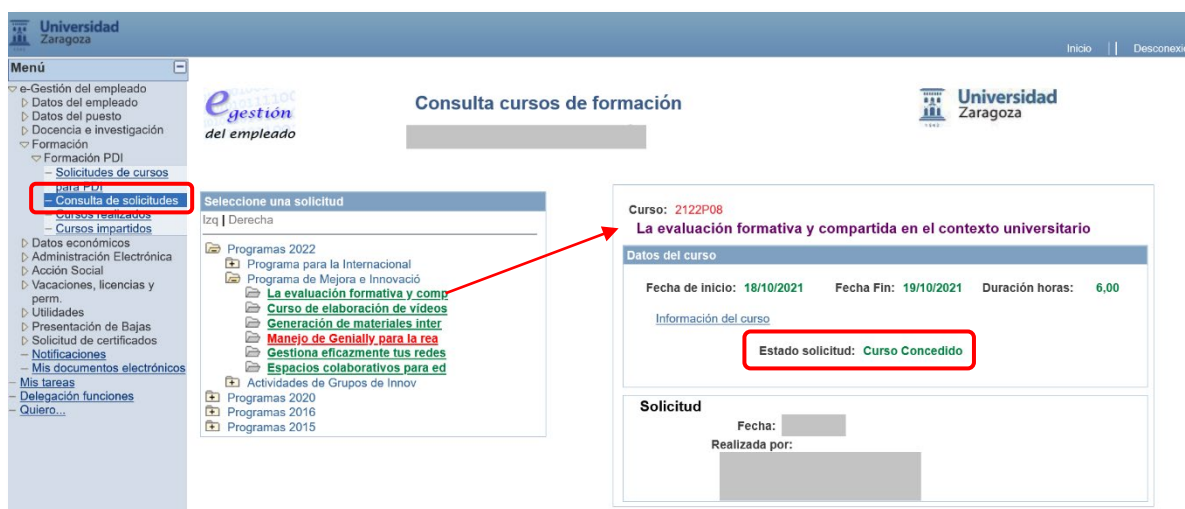 Universidad
Zaragoza
Inicio || Desconexió
Menú
e-Gestión del empleado
Datos del empleado
Datos del puesto
Docencia e investigación
Formación
Formación PDI
Solicitudes de cursos
para PDI
Consulta de solicitudes
Cursos realizados
Cursos impartidos
Datos económicos
Administración Electrónica
Acción Social
Vacaciones, licencias y
perm.
Utilidades
Presentación de Bajas
Solicitud de certificados
Notificaciones
Mis documentos electrónicos
Mis tareas
Delegación funciones
Quiero...
e gestión
del empleado
Consulta cursos de formación
Universidad
Zaragoza
1542
Seleccione una solicitud
Izq | Derecha
Programas 2022
Programa para la Internacional
Programa de Mejora e Innovació
La evaluación formativa y comp
Curso de elaboración de vídeos
Generación de materiales inter
Manejo de Genially para la rea
Gestiona eficazmente tus redes
Espacios colaborativos para ed
Actividades de Grupos de Innov
Programas 2020
Programas 2016
Programas 2015
Curso: 2122P08
La evaluación formativa y compartida en el contexto universitario
Datos del curso
Fecha de inicio: 18/10/2021 Fecha Fin: 19/10/2021 Duración horas: 6,00
Información del curso
Estado solicitud: Curso Concedido
Solicitud
Fecha:
Realizada por: